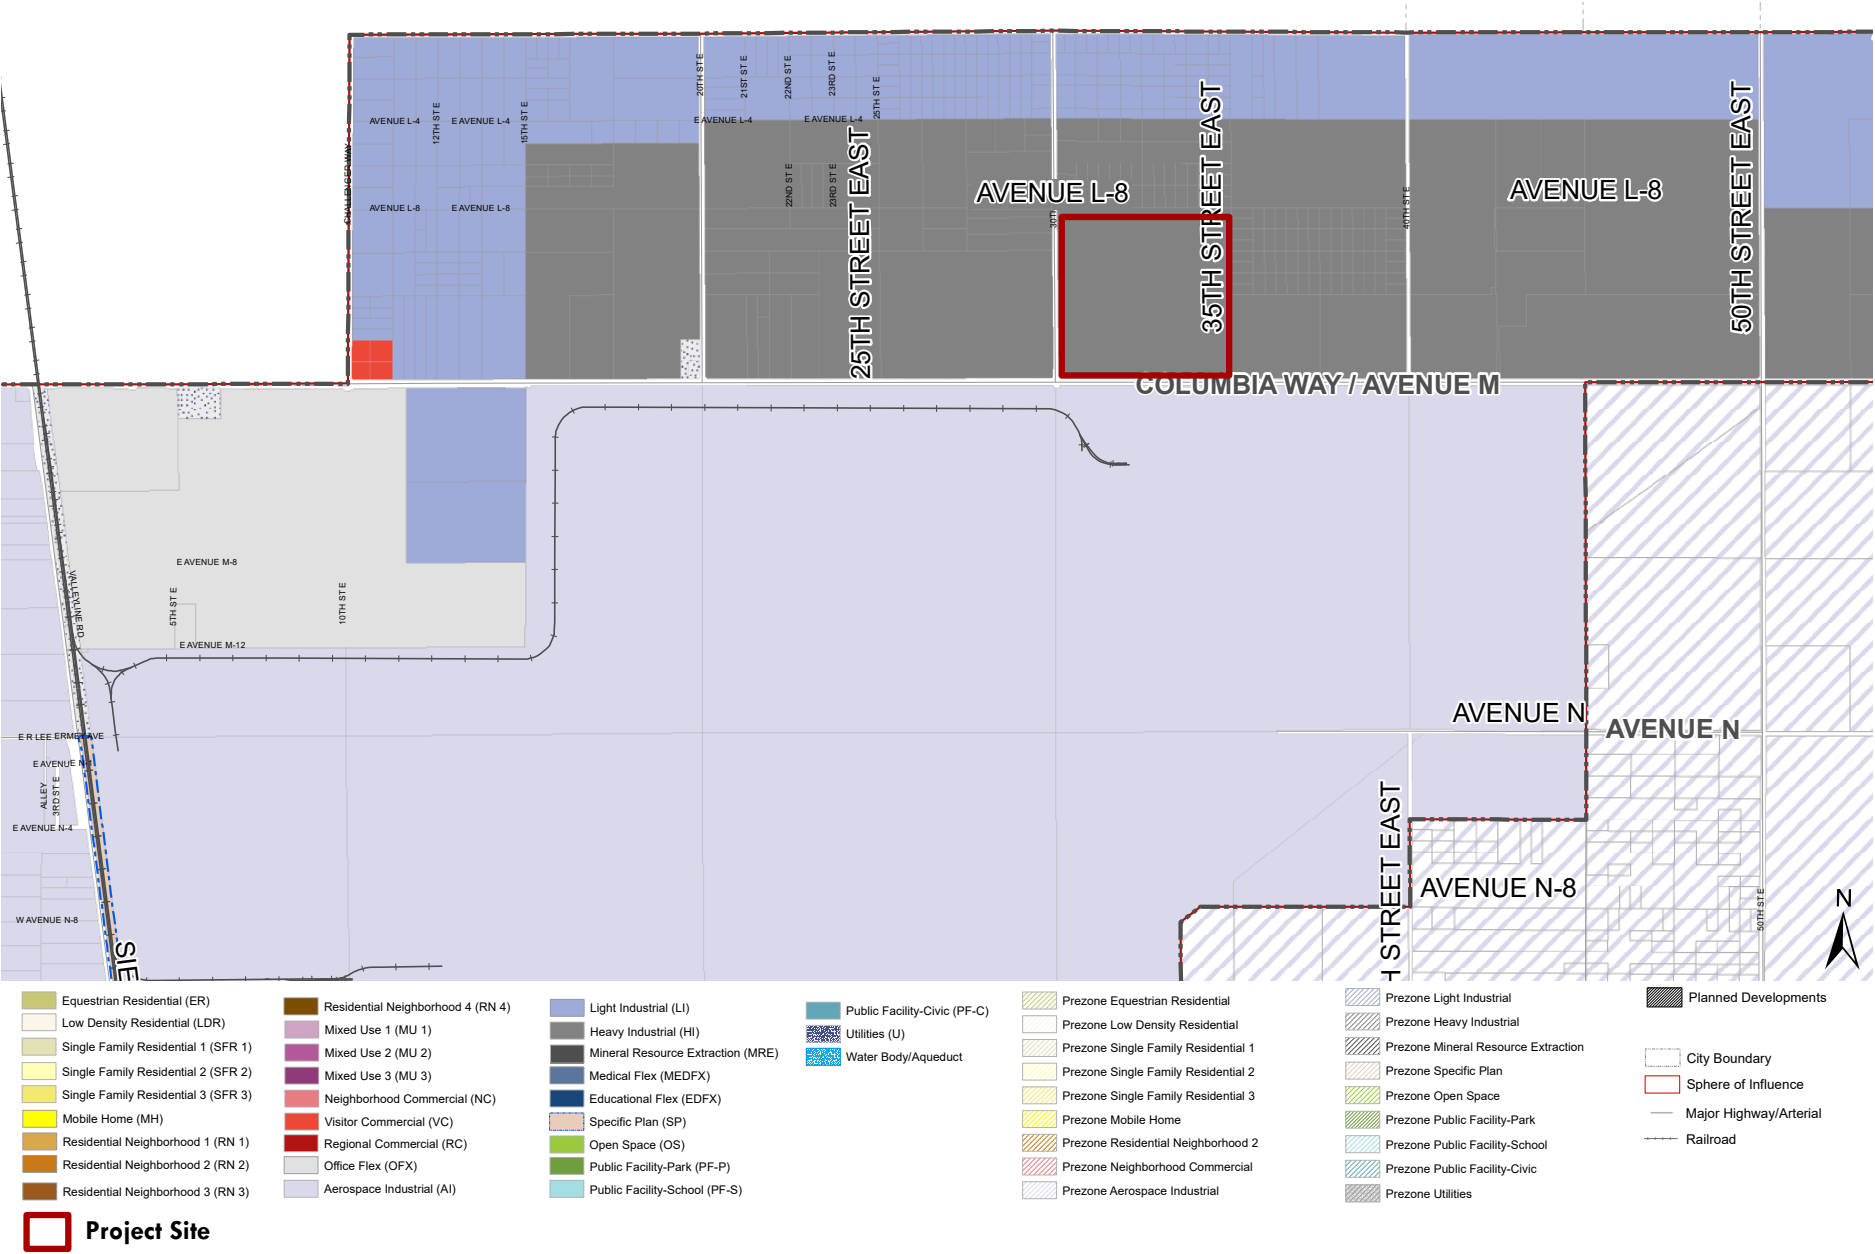 20TH ST E
21ST ST E
22ND ST E
23RD ST E
25TH ST E
AVENUE L-4
12TH ST E
E AVENUE L-4
15TH ST E
E AVENUE L-4
E AVENUE L-4
35TH STREET EAST
50TH STREET EAST
25TH STREET EAST
CHALLENGER WAY
22ND ST E
23RD ST E
AVENUE L-8
AVENUE L-8
AVENUE L-8
E AVENUE L-8
40TH ST E
COLUMBIA WAY / AVENUE M
E AVENUE M-8
VALLEYLINE RD
5TH ST E
10TH ST E
E AVENUE M-12
AVENUE N
AVENUE N
E R LEE ERMEY AVE
E AVENUE N-1
ALLEY
3RD ST E
E AVENUE N-4
H STREET EAST
AVENUE N-8
W AVENUE N-8
50TH ST E
N
SIE
Equestrian Residential (ER)
Low Density Residential (LDR)
Single Family Residential 1 (SFR 1)
Single Family Residential 2 (SFR 2)
Single Family Residential 3 (SFR 3)
Mobile Home (MH)
Residential Neighborhood 1 (RN 1)
Residential Neighborhood 2 (RN 2)
Residential Neighborhood 3 (RN 3)
Residential Neighborhood 4 (RN 4)
Mixed Use 1 (MU 1)
Mixed Use 2 (MU 2)
Mixed Use 3 (MU 3)
Neighborhood Commercial (NC)
Visitor Commercial (VC)
Regional Commercial (RC)
Office Flex (OFX)
Aerospace Industrial (AI)
Light Industrial (LI)
Heavy Industrial (HI)
Mineral Resource Extraction (MRE)
Medical Flex (MEDFX)
Educational Flex (EDFX)
Specific Plan (SP)
Open Space (OS)
Public Facility-Park (PF-P)
Public Facility-School (PF-S)
Public Facility-Civic (PF-C)
Utilities (U)
Water Body/Aqueduct
Prezone Equestrian Residential
Prezone Low Density Residential
Prezone Single Family Residential 1
Prezone Single Family Residential 2
Prezone Single Family Residential 3
Prezone Mobile Home
Prezone Residential Neighborhood 2
Prezone Neighborhood Commercial
Prezone Aerospace Industrial
Prezone Light Industrial
Prezone Heavy Industrial
Prezone Mineral Resource Extraction
Prezone Specific Plan
Prezone Open Space
Prezone Public Facility-Park
Prezone Public Facility-School
Prezone Public Facility-Civic
Prezone Utilities
Planned Developments
City Boundary
Sphere of Influence
Major Highway/Arterial
Railroad
Project Site